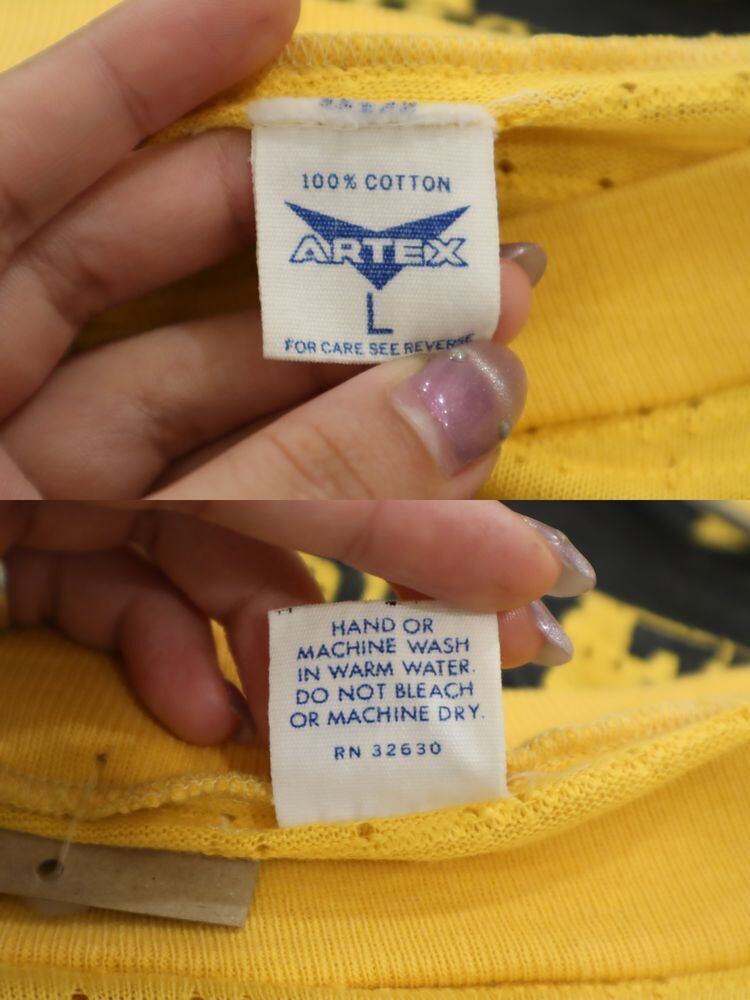 100% COTTON
ARTEX
L
FOR CARE SEE REVERSE
HAND OR
MACHINE WASH
IN WARM WATER.
DO NOT BLEACH
OR MACHINE DRY.
RN 32630